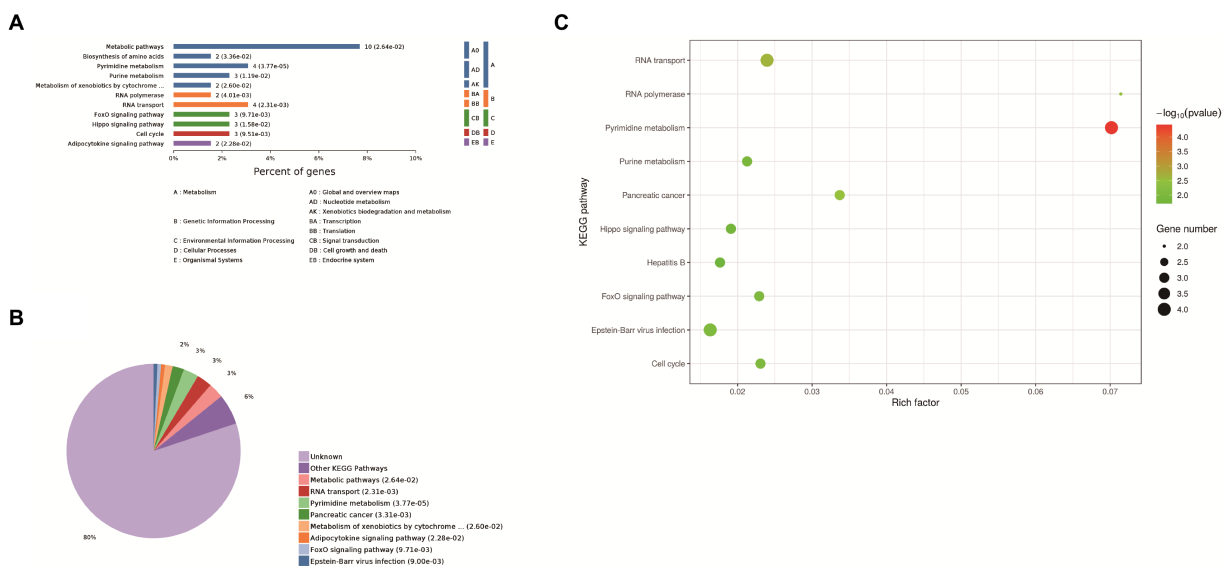 A
Metabolic pathways 10 (2.64e-02)
Biosynthesis of amino acids 2 (3.36e-02)
Pyrimidine metabolism 4 (3.77e-05)
Purine metabolism 3 (1.19e-02)
Metabolism of xenobiotics by cytochrome ... 2 (2.60e-02)
RNA polymerase 2 (4.01e-03)
RNA transport 4 (2.31e-03)
FoxO signaling pathway 3 (9.71e-03)
Hippo signaling pathway 3 (1.58e-02)
Cell cycle 3 (9.51e-03)
Adipocytokine signaling pathway 2 (2.28e-02)
A0
AD
AK
BA
BB
CB
DB
EB
A
B
C
D
E
0% 2% 4% 6% 8% 10%
Percent of genes
A : Metabolism A0 : Global and overview maps
AD : Nucleotide metabolism
AK : Xenobiotics biodegradation and metabolism
B : Genetic Information Processing BA : Transcription
BB : Translation
C : Environmental Information Processing CB : Signal transduction
D : Cellular Processes DB : Cell growth and death
E : Organismal Systems EB : Endocrine system
B
2%
3%
3%
3%
6%
80%
Unknown
Other KEGG Pathways
Metabolic pathways (2.64e-02)
RNA transport (2.31e-03)
Pyrimidine metabolism (3.77e-05)
Pancreatic cancer (3.31e-03)
Metabolism of xenobiotics by cytochrome ... (2.60e-02)
Adipocytokine signaling pathway (2.28e-02)
FoxO signaling pathway (9.71e-03)
Epstein-Barr virus infection (9.00e-03)
C
KEGG pathway
RNA transport
RNA polymerase
Pyrimidine metabolism
Purine metabolism
Pancreatic cancer
Hippo signaling pathway
Hepatitis B
FoxO signaling pathway
Epstein-Barr virus infection
Cell cycle
0.02 0.03 0.04 0.05 0.06 0.07
Rich factor
−log10(pvalue)
4.0
3.5
3.0
2.5
2.0
Gene number
2.0
2.5
3.0
3.5
4.0